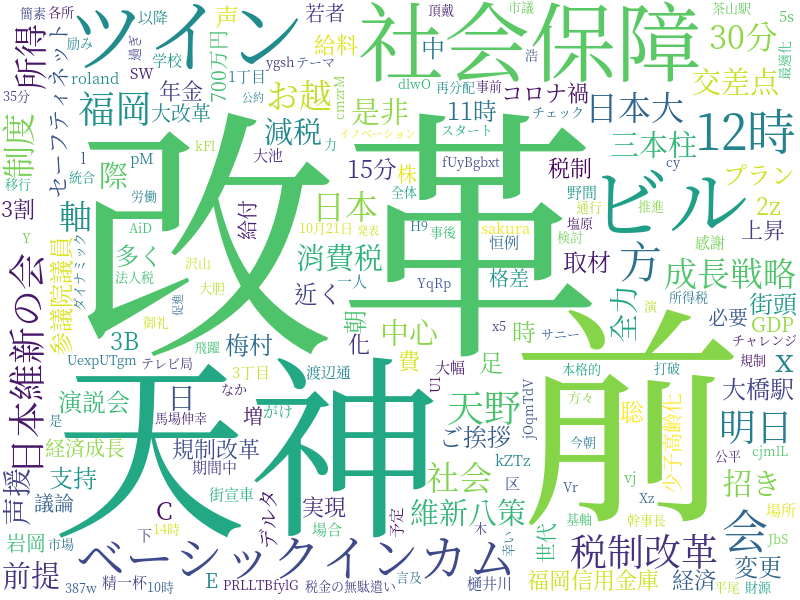 簡素 各所 以降 声 若者 頂戴 市議 茶山駅 5s
励み 過ぎ 学校 ygsh テーマ 中 浩
ツイン 社会保障 30分 最適化
所得 セーフティネット roland SW 1丁目 700万円 給料 cmzrM dlwO 再分配 事前 交差点
35分 福岡 年金 大改革 お越 是非 11時 コロナ禍 チェック 日本大
制度 公約 イノベーション スタート 12時
l pM 減税 kFl 力 fUyBgbxt 三本柱
移行 統合 際 大池 15分 株 税制 cy プラン
3割 労働 全体 野間 2z
軸 AiD 給付 日本 H9 sakura 通行 推進 上昇
Y 多く 10月21日 発表 事後 恒例 塩原 検討 感謝
日本維新の会 参議院議員 ダイナミック 法人税 沢山 消費税 格差 取材 方 成長戦略
大胆 一人 YqRp 所得税 演 街頭
UexpUTgm 3B 促進 近く 朝 中心 時 x5 サニー 全力 必要 GDP
テレビ局 御礼 梅村 化 費 大幅 チャレンジ
改革 ビル
飛躍 3丁目 足 U1 本格的 打破 規制 X
演説会 日 馬場伸幸 なか 渡辺通 天野 jObqmTdV 方々 聡 少子高齢化 大橋駅
是 増 がけ ご挨拶 今朝 明日
声援 経済成長 規制改革 社会 kZTz 公平 cjmlL
支持 期間中 デルタ 区 vj 招き
議論 街宣車 実現 維新八策 Vr Xz 場所
天神 前
岩岡 市場 下 C 14時 場合 予定 木 世代 基軸 幹事長 会 JbS
前提 ベーシックインカム 幸い 税制改革 変更
387w 精一杯 10時 E PRLLTBfylG 税金の無駄遣い 言及 樋井川 福岡信用金庫 経済 平尾 財源